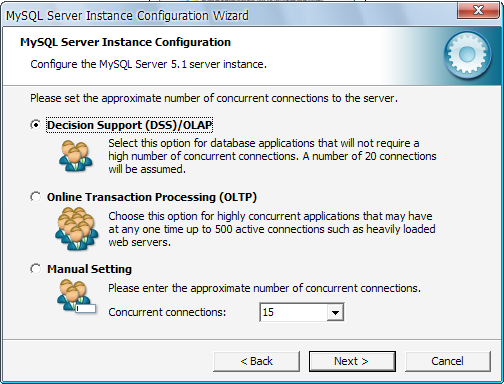 MySQL Server Instance Configuration Wizard
MySQL Server Instance Configuration
Configure the MySQL Server 5.1 server instance.
Please set the approximate number of concurrent connections to the server.
Decision Support (DSS)/OLAP
Select this option for database applications that will not require a
high number of concurrent connections. A number of 20 connections
will be assumed.
Online Transaction Processing (OLTP)
Choose this option for highly concurrent applications that may have
at any one time up to 500 active connections such as heavily loaded
web servers.
Manual Setting
Please enter the approximate number of concurrent connections.
Concurrent connections: 15
< Back Next > Cancel